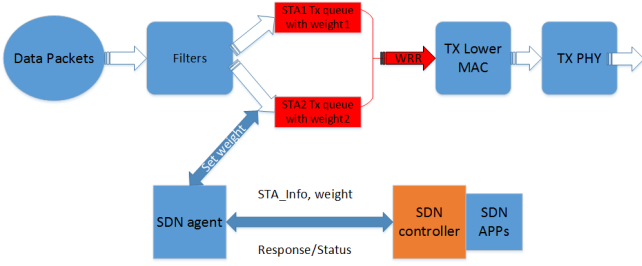 STA1 Tx queue
with weight1
Data Packets
Filters
WRR
TX Lower
MAC
TX PHY
STA2 Tx queue
with weight2
Set weight
STA_Info, weight
SDN agent
SDN
controller
SDN
APPs
Response/Status